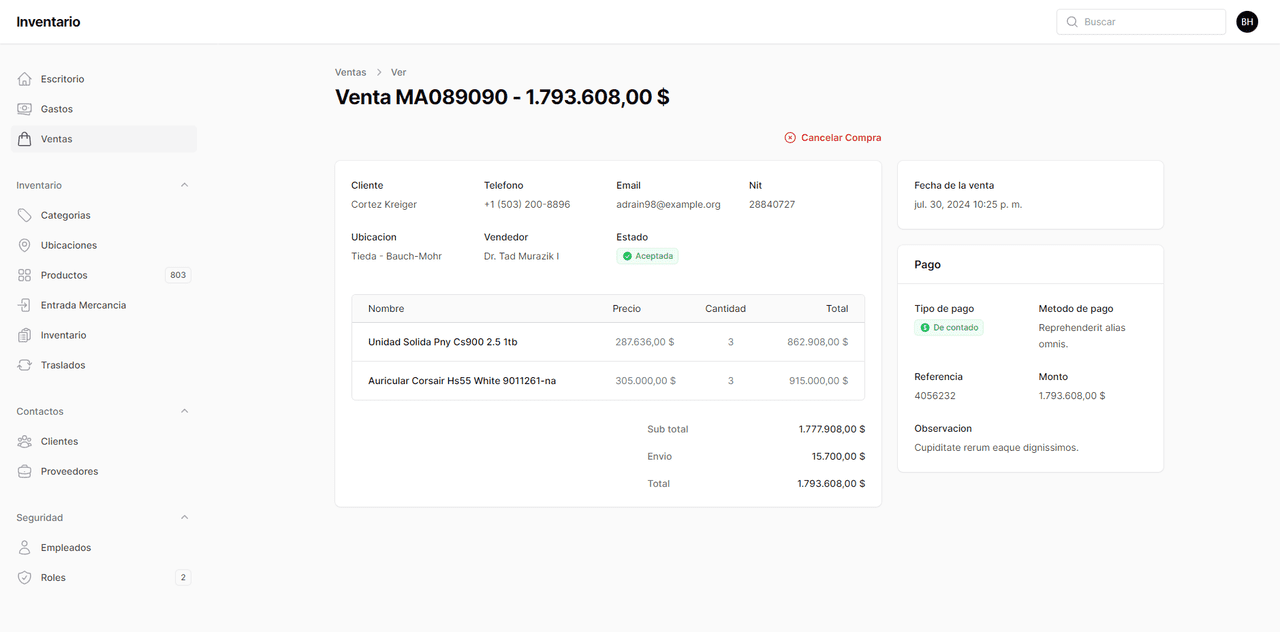 Inventario
Buscar
BH
Escritorio
Gastos
Ventas
Inventario
Categorias
Ubicaciones
Productos 803
Entrada Mercancia
Inventario
Traslados
Contactos
Clientes
Proveedores
Seguridad
Empleados
Roles 2
Ventas > Ver
Venta MA089090 - 1.793.608,00 $
Cancelar Compra
Cliente Telefono Email Nit
Cortez Kreiger +1 (503) 200-8896 adrain98@example.org 28840727
Ubicacion Vendedor Estado
Tieda - Bauch-Mohr Dr. Tad Murazik I Aceptada
Nombre Precio Cantidad Total
Unidad Solida Pny Cs900 2.5 1tb 287.636,00 $ 3 862.908,00 $
Auricular Corsair Hs55 White 9011261-na 305.000,00 $ 3 915.000,00 $
Sub total 1.777.908,00 $
Envio 15.700,00 $
Total 1.793.608,00 $
Fecha de la venta
jul. 30, 2024 10:25 p. m.
Pago
Tipo de pago Metodo de pago
De contado Reprehenderit alias
omnis.
Referencia Monto
4056232 1.793.608,00 $
Observacion
Cupiditate rerum eaque dignissimos.